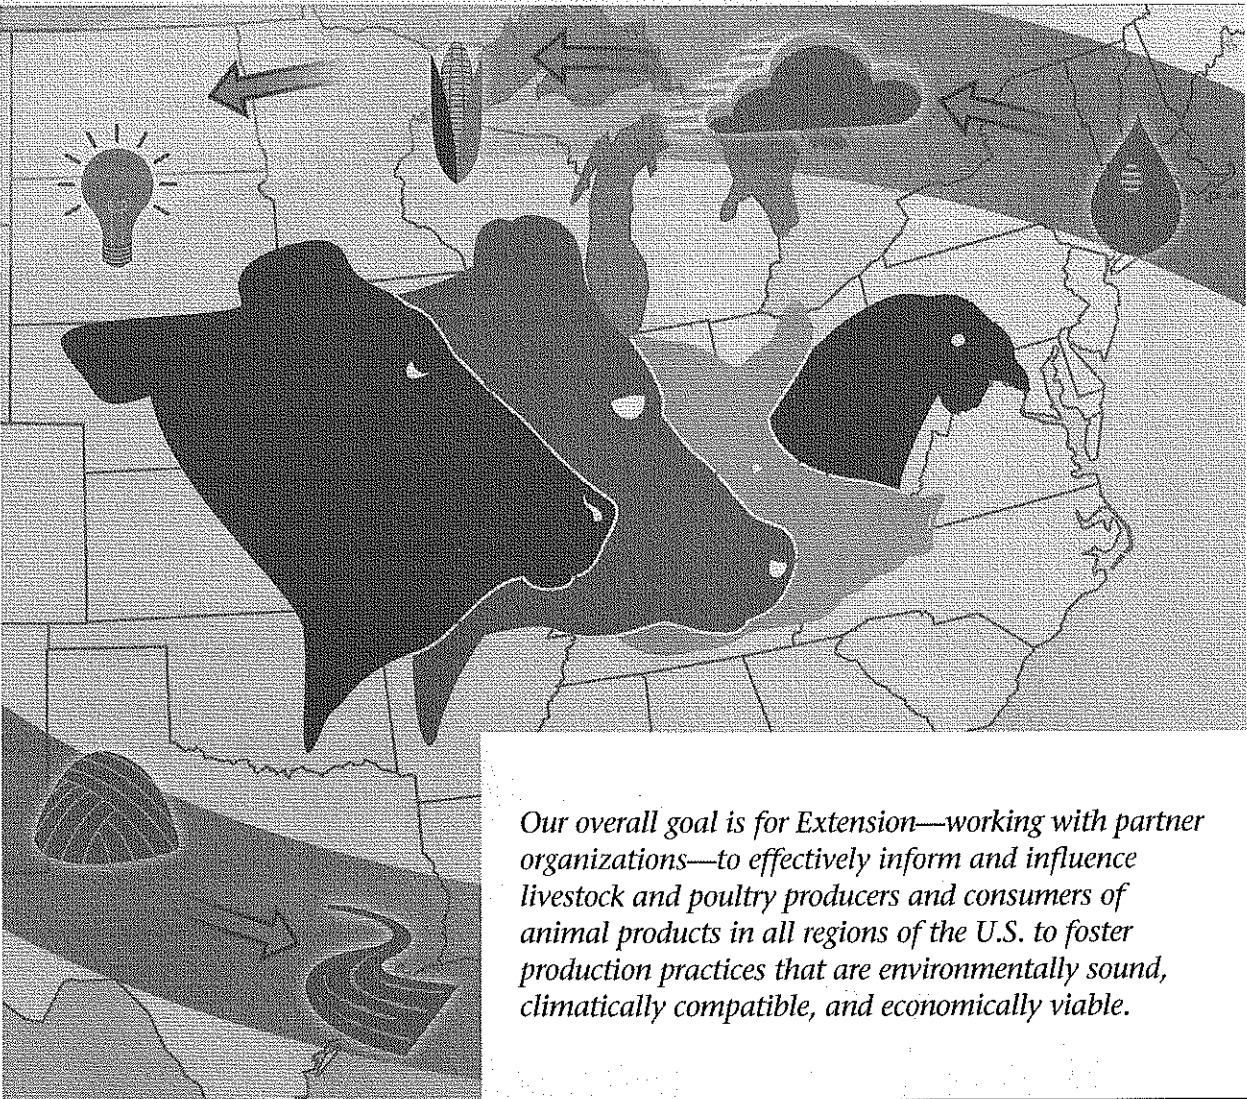 Our overall goal is for Extension—working with partner
organizations—to effectively inform and influence
livestock and poultry producers and consumers of
animal products in all regions of the U.S. to foster
production practices that are environmentally sound,
climatically compatible, and economically viable.